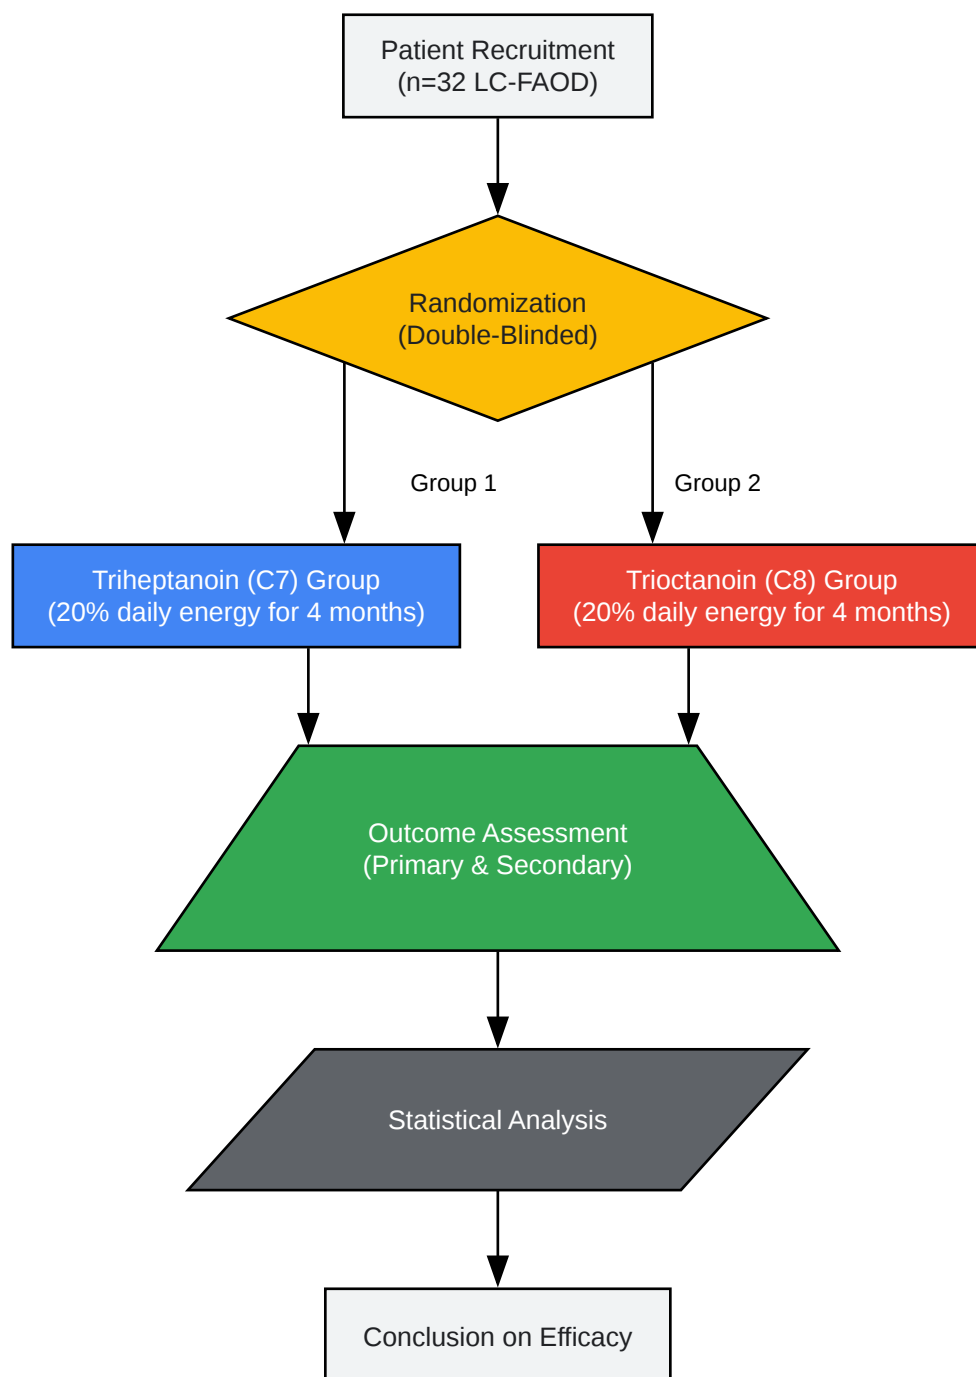 Patient Recruitment
(n=32 LC-FAOD)
Randomization
(Double-Blinded)
Group 1
Group 2
Triheptanoin (C7) Group
(20% daily energy for 4 months)
Trioctanoin (C8) Group
(20% daily energy for 4 months)
Outcome Assessment
(Primary & Secondary)
Statistical Analysis
Conclusion on Efficacy